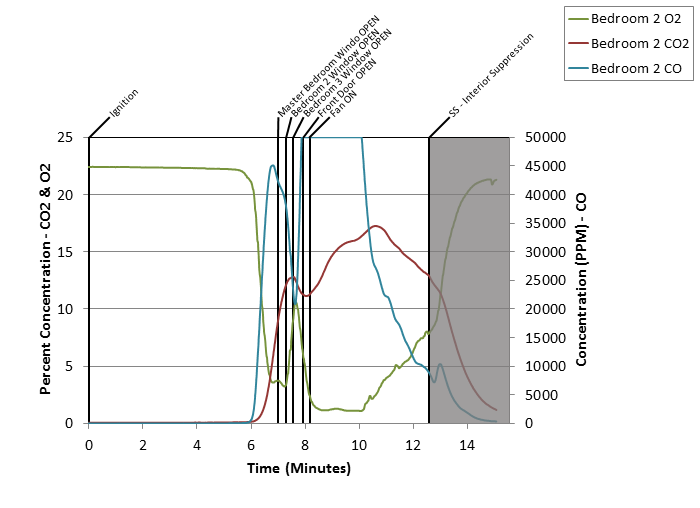 Bedroom 2 O2
Bedroom 2 CO2
Bedroom 2 CO
Ignition
Master Bedroom Windo OPEN
Bedroom 2 Window OPEN
Bedroom 3 Window OPEN
Front Door OPEN
Fan ON
SS - Interior Suppression
Percent Concentration - CO2 & O2
25
20
15
10
5
0
50000
45000
40000
35000
30000
25000
20000
15000
10000
5000
0
Concentration (PPM) - CO
0 2 4 6 8 10 12 14
Time (Minutes)